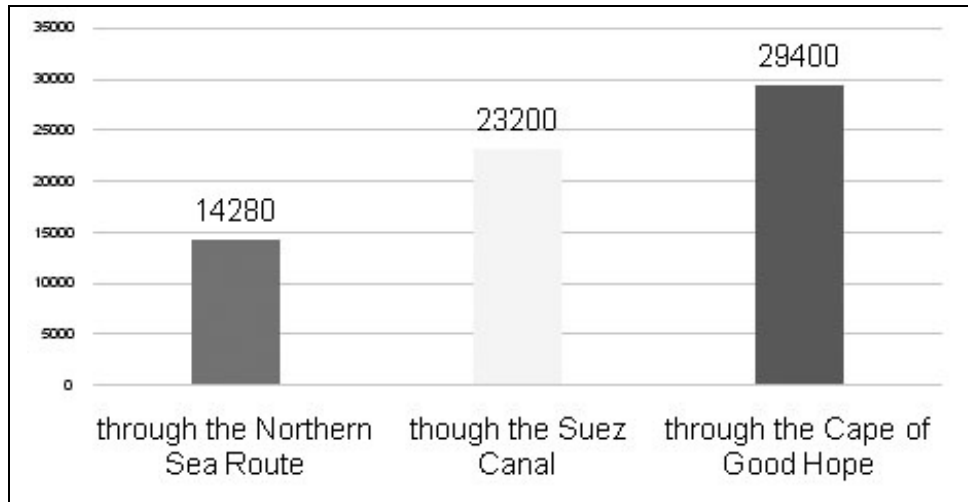 35000
30000
25000
20000
15000
10000
5000
0
14280
23200
29400
through the Northern
Sea Route
though the Suez
Canal
through the Cape of
Good Hope